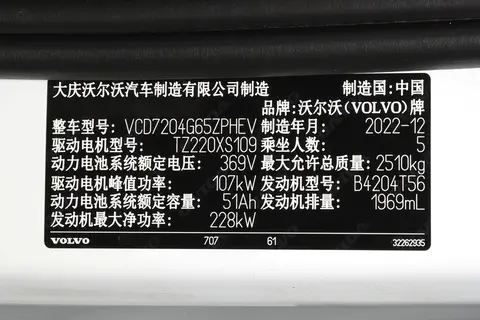 大庆沃尔沃汽车制造有限公司制造 制造国:中国
品牌:沃尔沃(VOLVO)牌
整车型号: VCD7204G65ZPHEV 制造年月: 2022-12
驱动电机型号: TZ220XS109 乘坐人数: 5
动力电池系统额定电压: 369V 最大允许总质量: 2510kg
驱动电机峰值功率: 107kW 发动机型号: B4204T56
动力电池系统额定容量: 51Ah 发动机排量: 1969mL
发动机最大净功率: 228kW
VOLVO 707 61 32262935